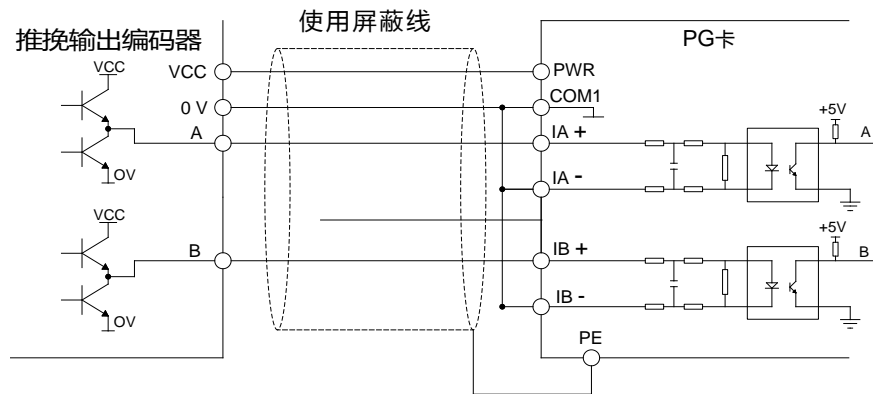 使用屏蔽线
推挽输出编码器
PG卡
VCC
VCC
PWR
0 V
COM1
+5V
A
IA +
A
OV
IA -
VCC
+5V
B
IB +
B
OV
IB -
PE